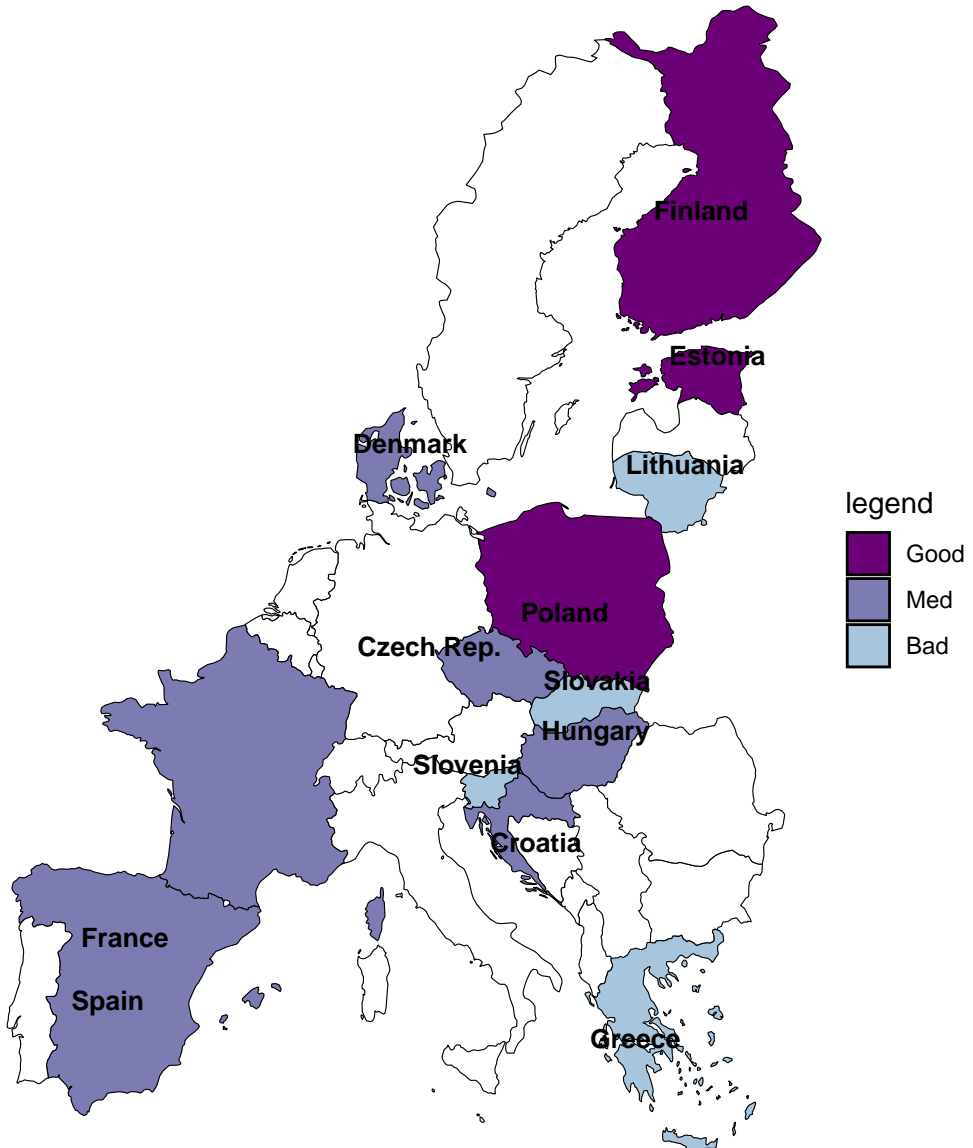 Finland
Estonia
Denmark
Lithuania
legend
Good
Med
Bad
Poland
Czech Rep.
Slovakia
Hungary
Slovenia
Croatia
France
Spain
Greece